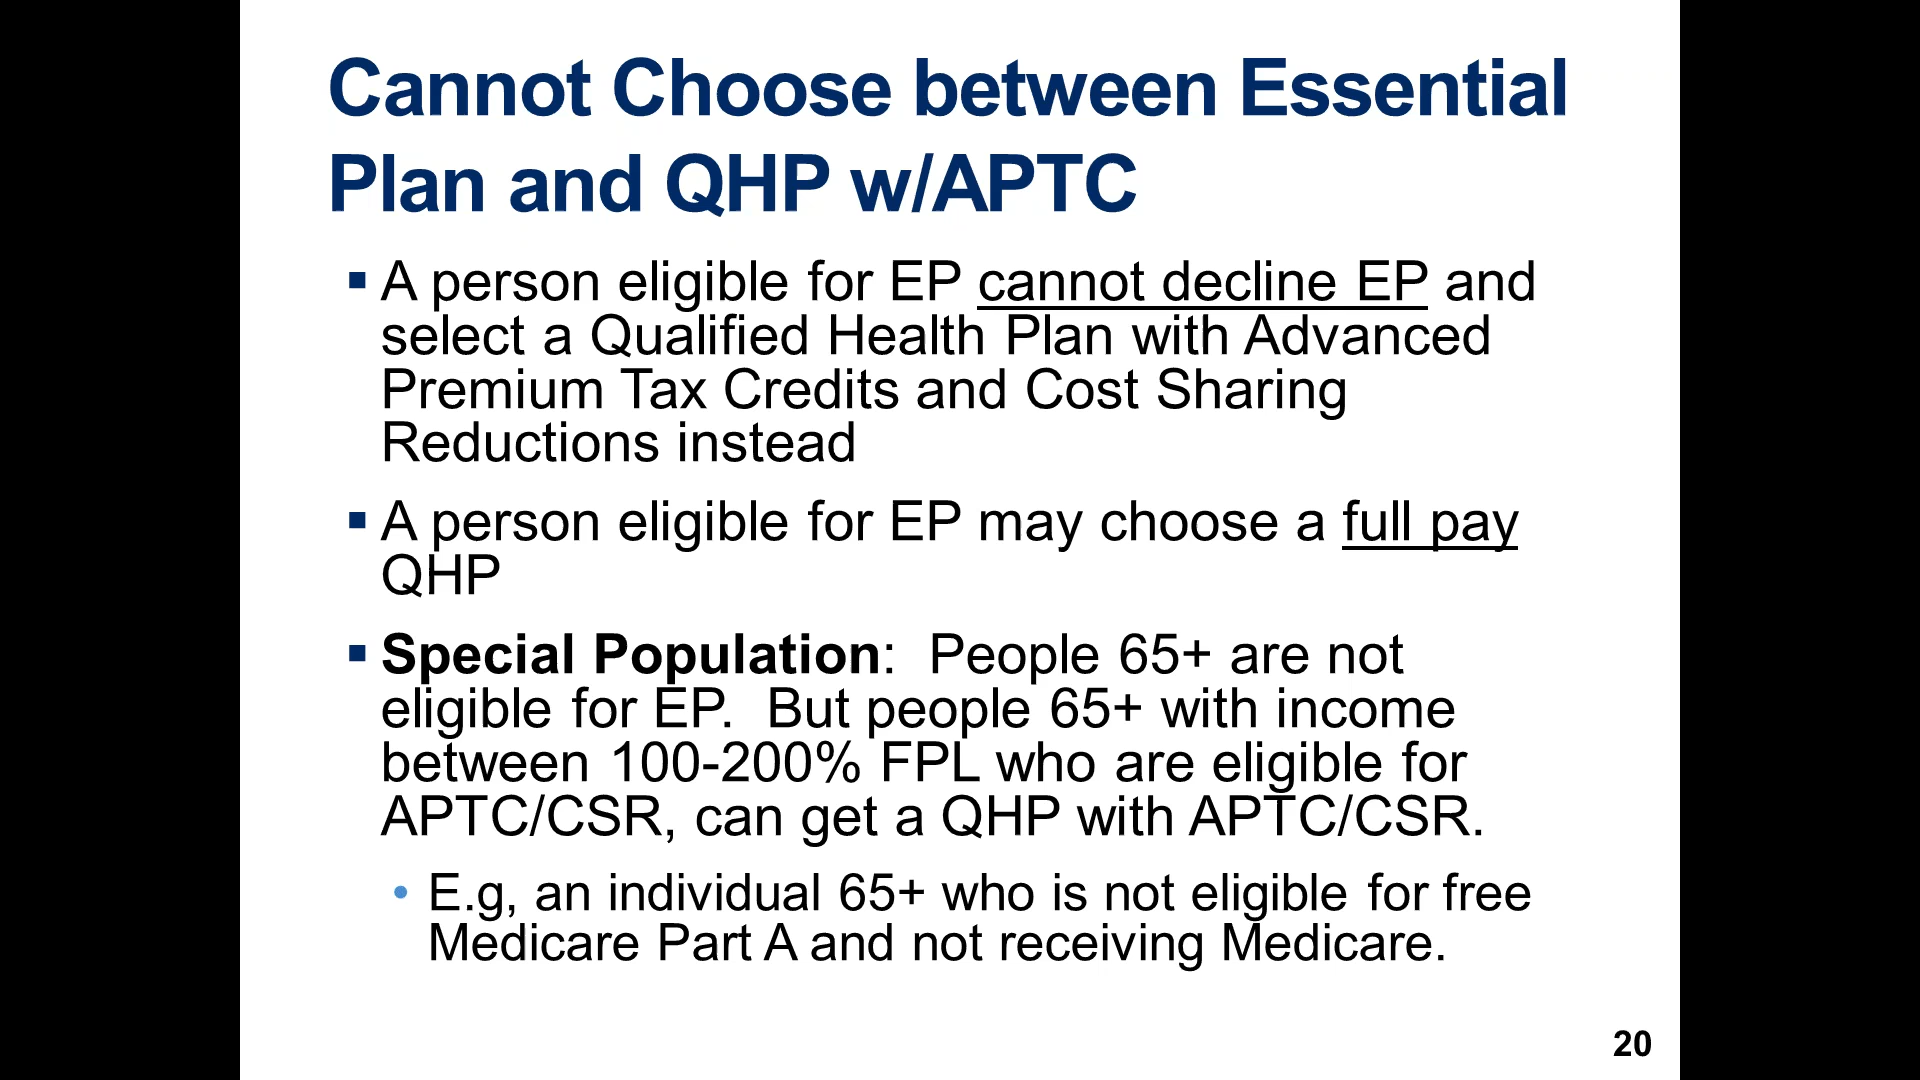 Cannot Choose between Essential
Plan and QHP w/APTC
▪ A person eligible for EP cannot decline EP and
select a Qualified Health Plan with Advanced
Premium Tax Credits and Cost Sharing
Reductions instead
▪ A person eligible for EP may choose a full pay
QHP
▪ Special Population:  People 65+ are not
eligible for EP.  But people 65+ with income
between 100-200% FPL who are eligible for
APTC/CSR, can get a QHP with APTC/CSR.
• E.g, an individual 65+ who is not eligible for free
Medicare Part A and not receiving Medicare.
20